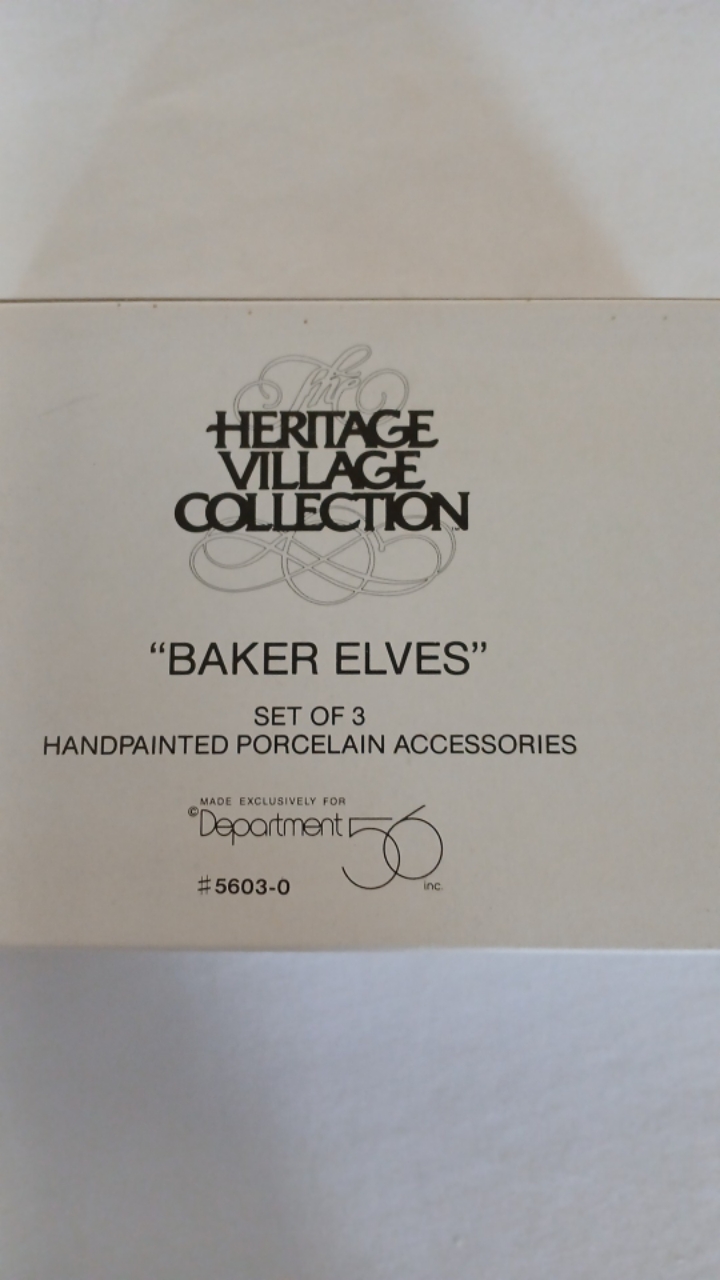 The
HERITAGE
VILLAGE
COLLECTION™
“BAKER ELVES”
SET OF 3
HANDPAINTED PORCELAIN ACCESSORIES
MADE EXCLUSIVELY FOR
©Department 56
inc.
#5603-0